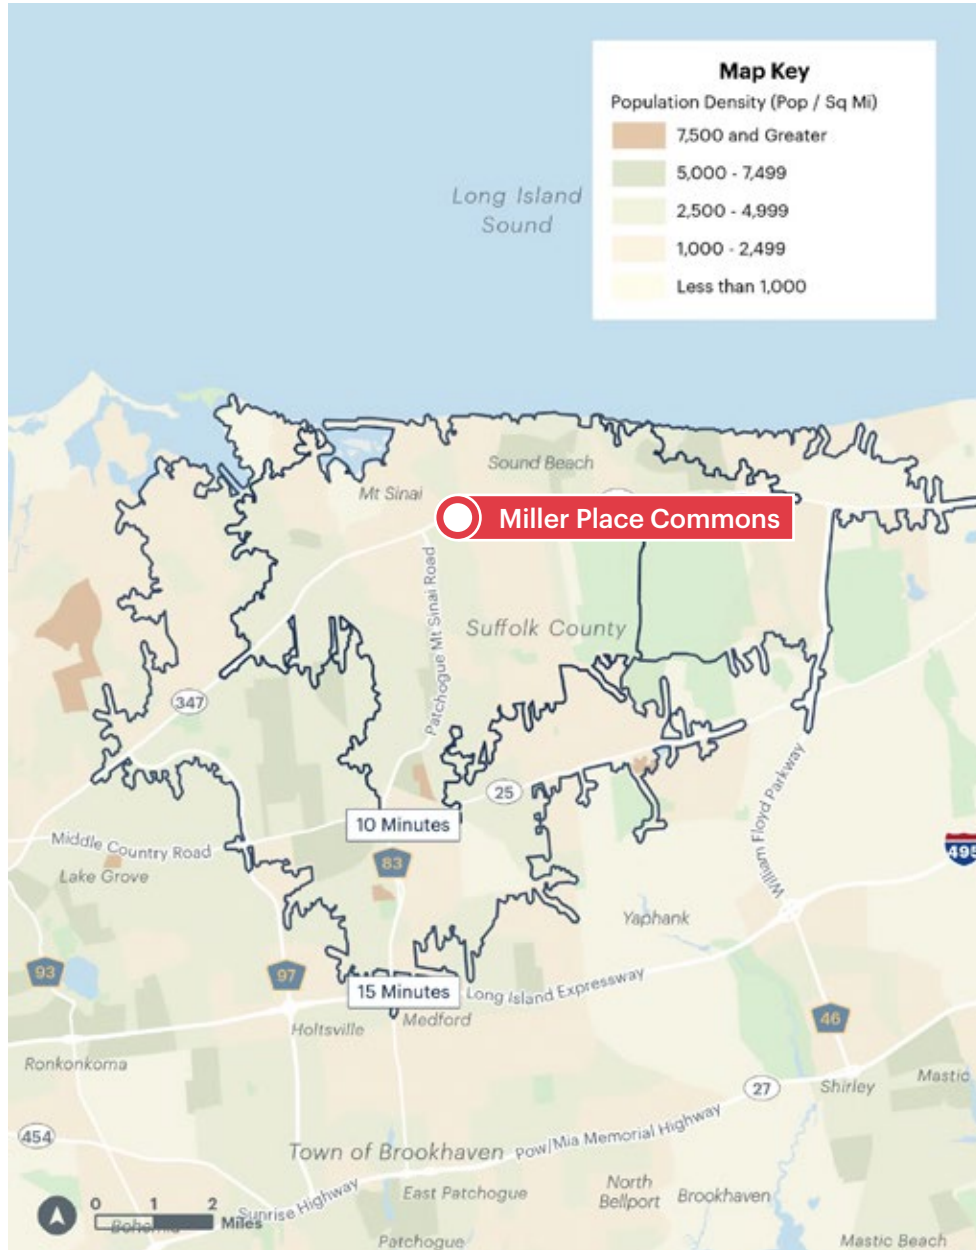 Map Key
Population Density (Pop / Sq Mi)
7,500 and Greater
5,000 - 7,499
2,500 - 4,999
1,000 - 2,499
Less than 1,000
Long Island
Sound
Sound Beach
Mt Sinai
Miller Place Commons
Patchogue Mt Sinai Road
Suffolk County
347
25
10 Minutes
Middle Country Road
83
Lake Grove
William Floyd Parkway
495
Yaphank
93
97
15 Minutes
Long Island Expressway
Medford
Holtsville
46
Ronkonkoma
27
Shirley
Mastic
454
Town of Brookhaven
Pow/Mia Memorial Highway
Sunrise Highway
East Patchogue
North
Bellport
Brookhaven
0 1 2
Miles
Bohemia
Patchogue
Mastic Beach